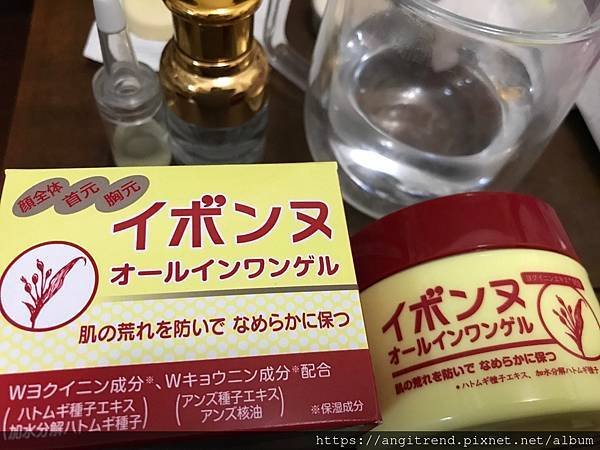 顔全体
首元
胸元
イボンヌ
オールインワンゲル
肌の荒れを防いで なめらかに保つ
Wヨクイニン成分※、Wキョウニン成分※配合
(ハトムギ種子エキス
加水分解ハトムギ種子)
(アンズ種子エキス
アンズ核油)
※保湿成分
イボンヌ
オールインワンゲル
肌の荒れを防いで なめらかに保つ
*ハトムギ種子エキス、加水分解ハトムギ種子
https://angitrend.pixnet.net/album